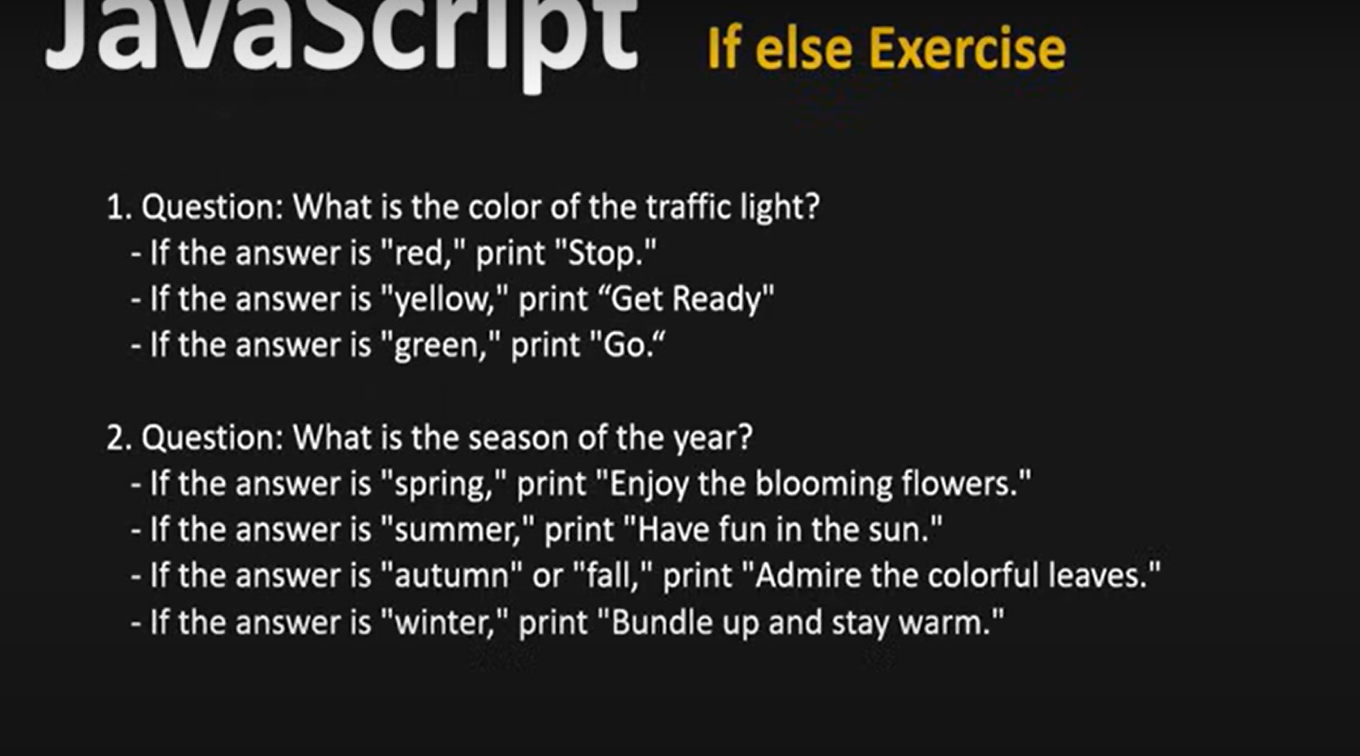 JavaScript If else Exercise
1. Question: What is the color of the traffic light?
- If the answer is "red," print "Stop."
- If the answer is "yellow," print “Get Ready"
- If the answer is "green," print "Go.“
2. Question: What is the season of the year?
- If the answer is "spring," print "Enjoy the blooming flowers."
- If the answer is "summer," print "Have fun in the sun."
- If the answer is "autumn" or "fall," print "Admire the colorful leaves."
- If the answer is "winter," print "Bundle up and stay warm."